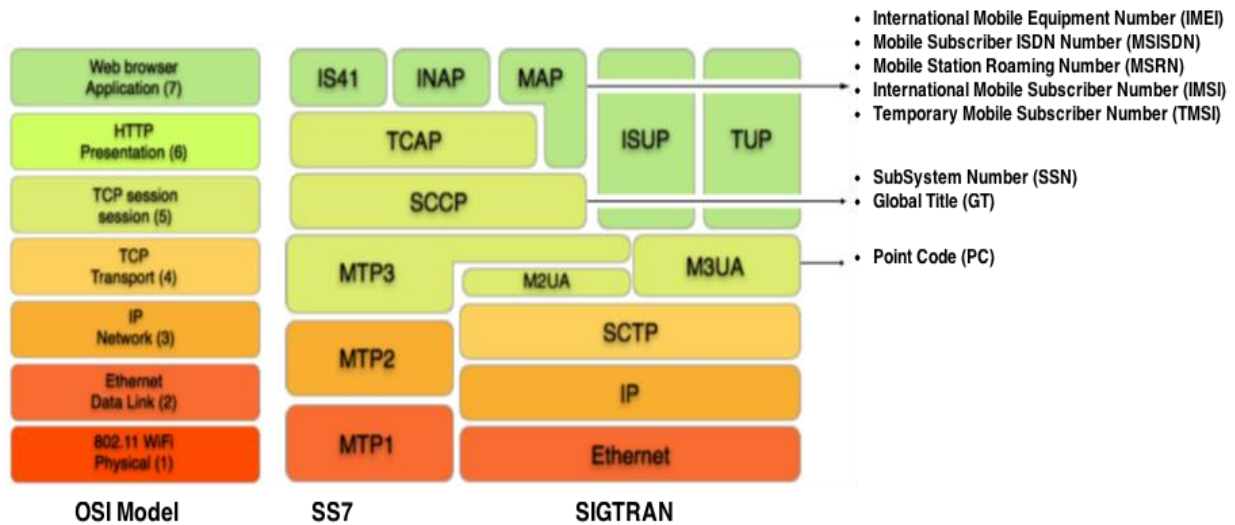 International Mobile Equipment Number (IMEI)
Mobile Subscriber ISDN Number (MSISDN)
Mobile Station Roaming Number (MSRN)
International Mobile Subscriber Number (IMSI)
Temporary Mobile Subscriber Number (TMSI)
Web browser
Application (7)
IS41
INAP
MAP
HTTP
Presentation (6)
TCAP
ISUP
TUP
TCP session
session (5)
SCCP
SubSystem Number (SSN)
Global Title (GT)
TCP
Transport (4)
MTP3
M2UA
M3UA
Point Code (PC)
IP
Network (3)
MTP2
SCTP
Ethernet
Data Link (2)
IP
802.11 WiFi
Physical (1)
MTP1
Ethernet
OSI Model
SS7
SIGTRAN